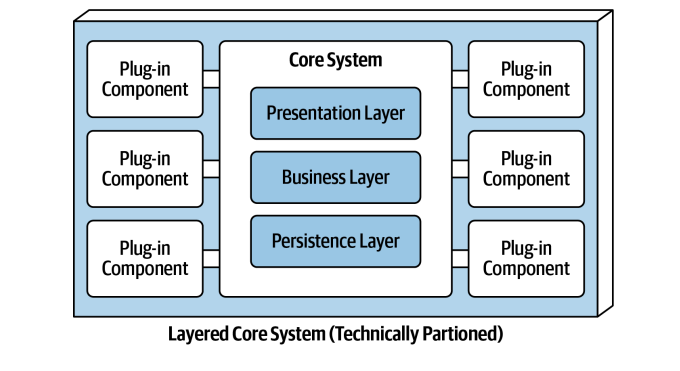 Core System
Plug-in
Component
Plug-in
Component
Presentation Layer
Plug-in
Component
Plug-in
Component
Business Layer
Plug-in
Component
Plug-in
Component
Persistence Layer
Layered Core System (Technically Partioned)